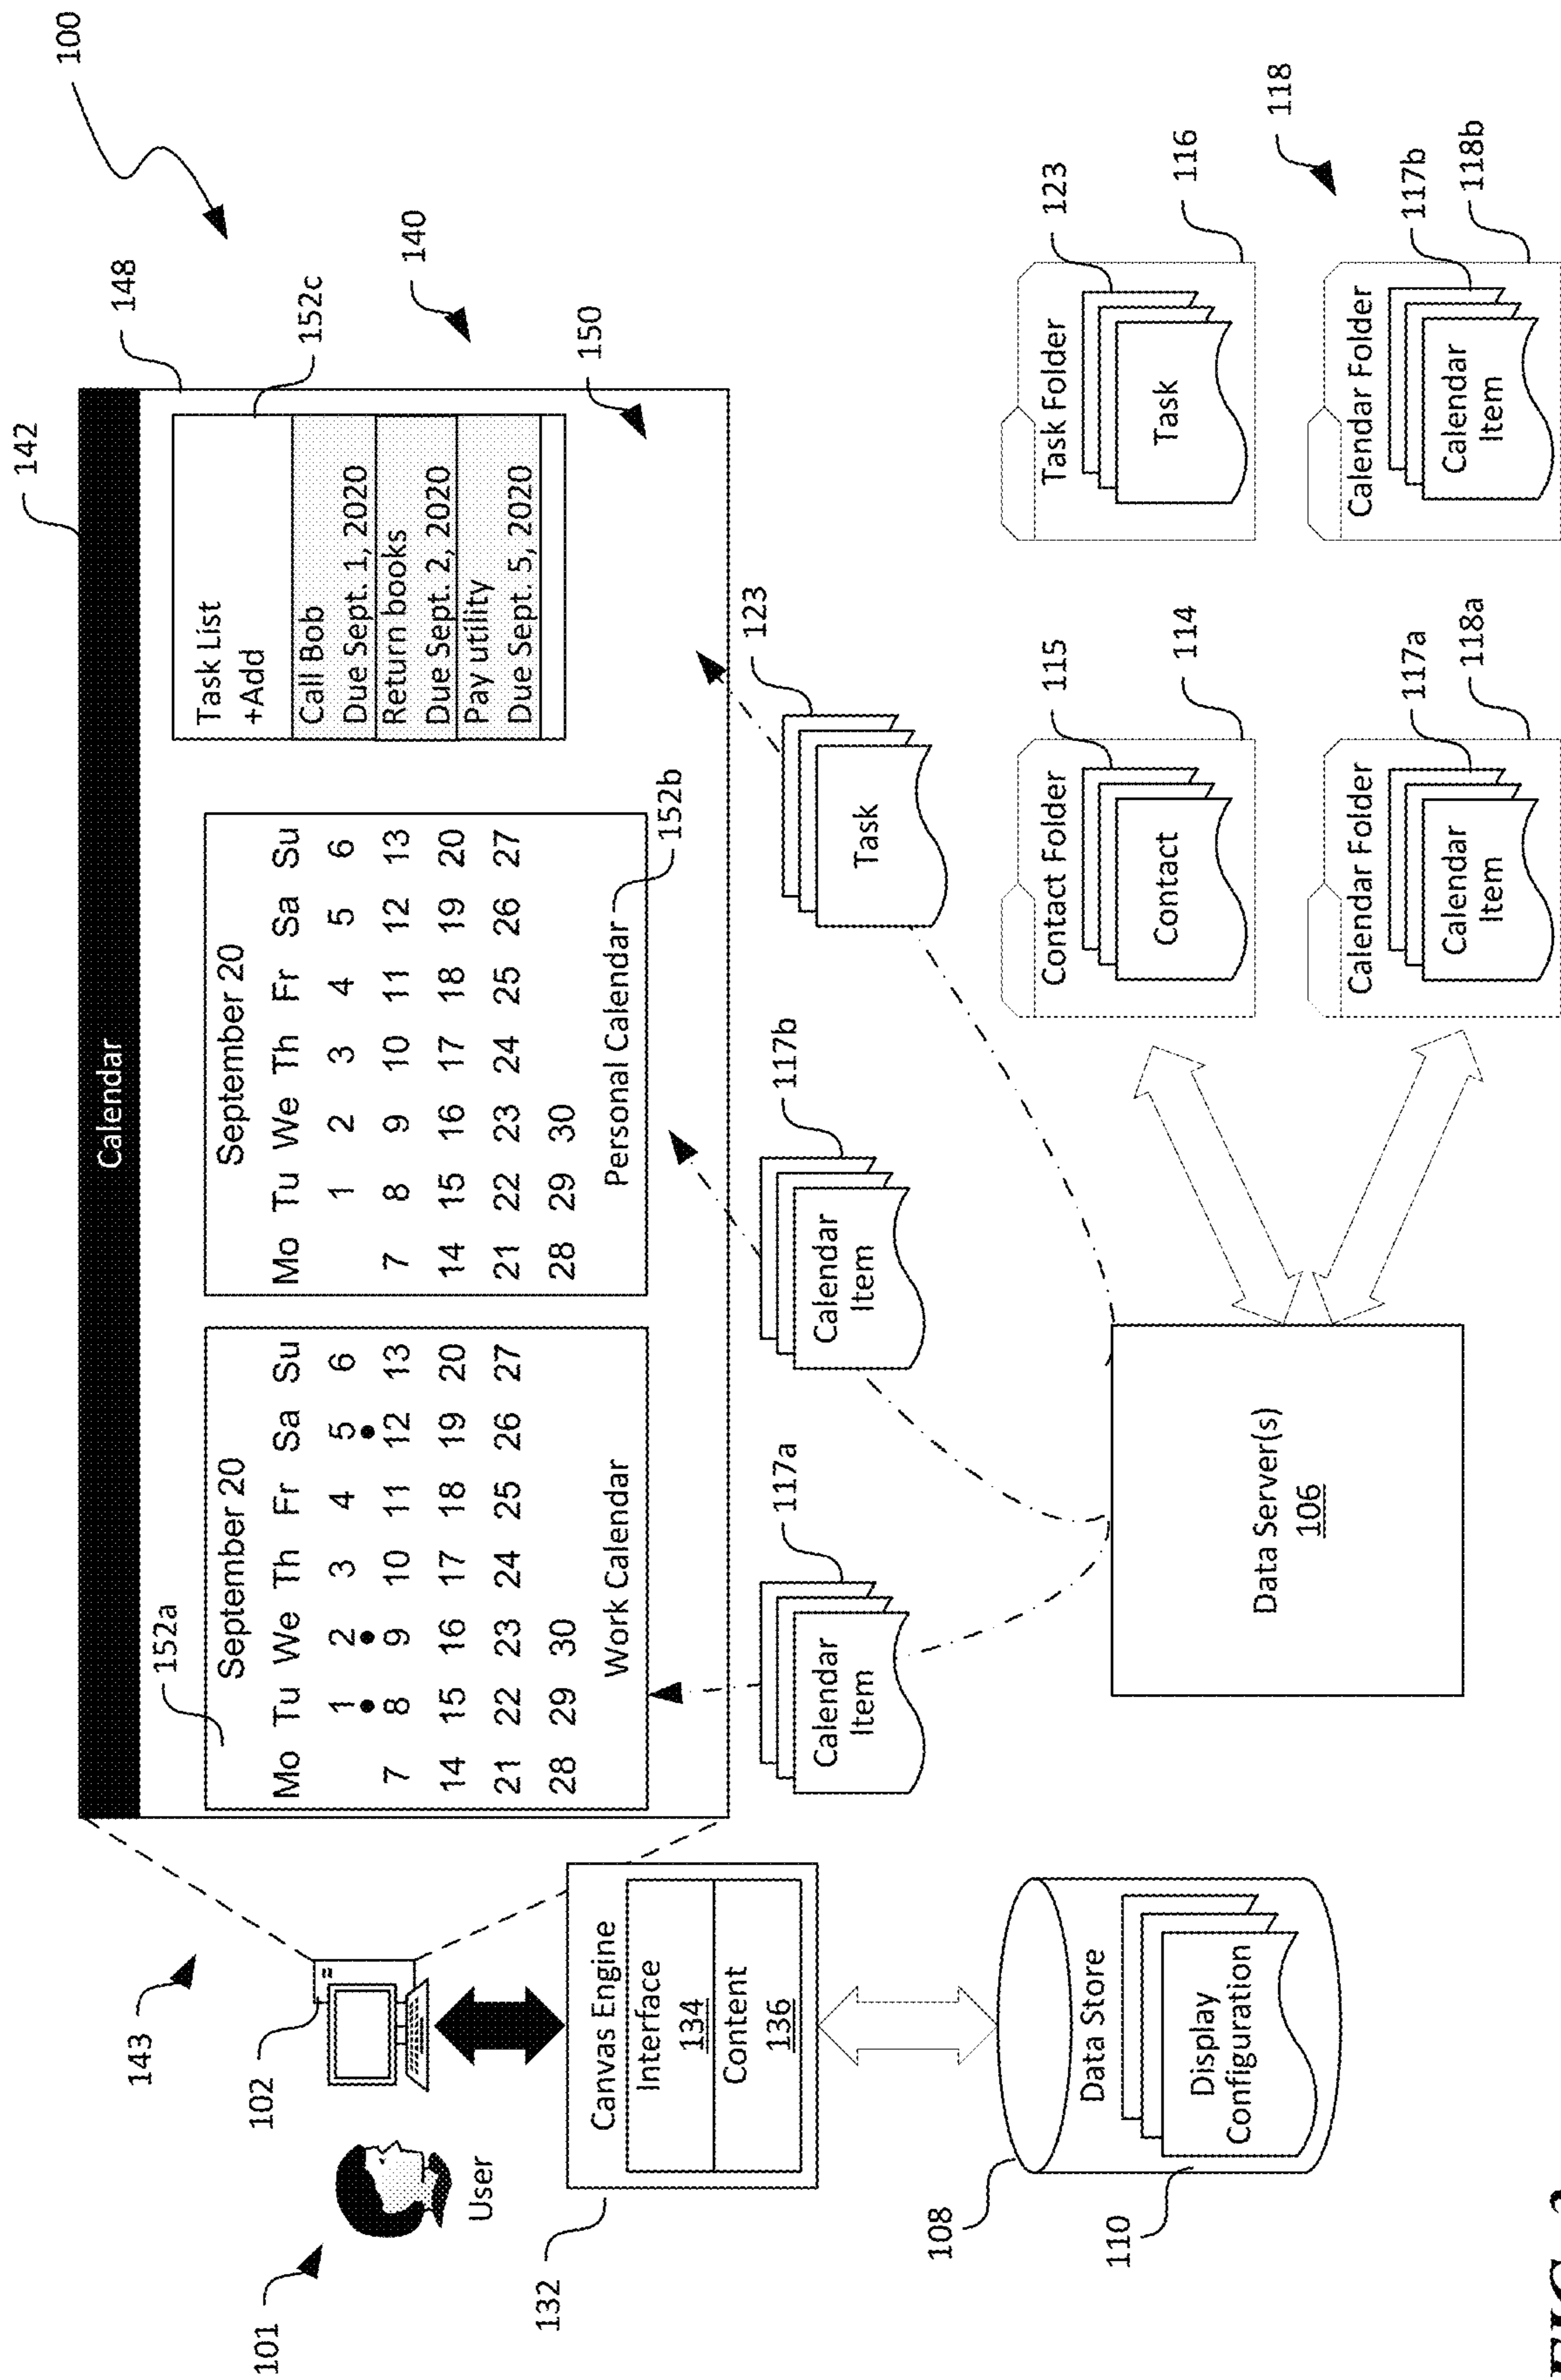 100
142
Calendar
148
143
152a
September 20
Mo Tu We Th Fr Sa Su
1 2 3 4 5 6
7 8 9 10 11 12 13
14 15 16 17 18 19 20
21 22 23 24 25 26 27
28 29 30
Work Calendar
September 20
Mo Tu We Th Fr Sa Su
1 2 3 4 5 6
7 8 9 10 11 12 13
14 15 16 17 18 19 20
21 22 23 24 25 26 27
28 29 30
Personal Calendar
152b
Task List
+Add
Call Bob
Due Sept. 1, 2020
Return books
Due Sept. 2, 2020
Pay utility
Due Sept. 5, 2020
152c
140
150
101
102
User
132
Canvas Engine
Interface
134
Content
136
117a
Calendar
Item
117b
Calendar
Item
123
Task
108
Data Store
110
Display
Configuration
Data Server(s)
106
Contact Folder
115
Contact
114
Task Folder
123
Task
116
118
Calendar Folder
117a
Calendar
Item
118a
Calendar Folder
117b
Calendar
Item
118b